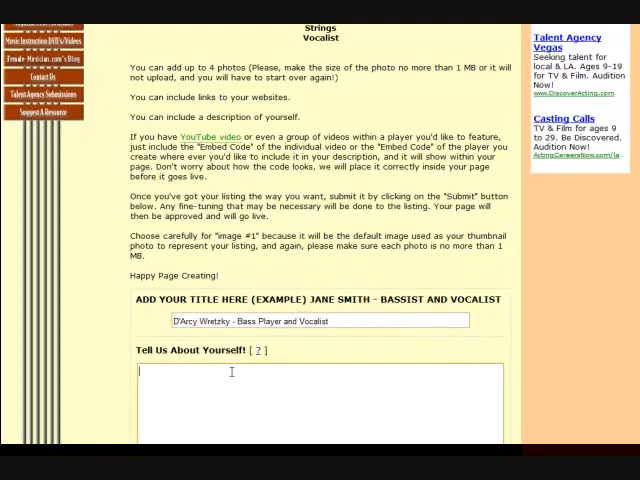 Music Instruction DVD's/Videos
Female-Musician.com's Blog
Contact Us
Talent Agency Submissions
Suggest A Resource
Strings
Vocalist
You can add up to 4 photos (Please, make the size of the photo no more than 1 MB or it will
not upload, and you will have to start over again!)
You can include links to your websites.
You can include a description of yourself.
If you have YouTube video or even a group of videos within a player you'd like to feature,
just include the "Embed Code" of the individual video or the "Embed Code" of the player you
create where ever you'd like to include it in your description, and it will show within your
page. Don't worry about how the code looks, we will place it correctly inside your page
before it goes live.
Once you've got your listing the way you want, submit it by clicking on the "Submit" button
below. Any fine-tuning that may be necessary will be done to the listing. Your page will
then be approved and will go live.
Choose carefully for "image #1" because it will be the default image used as your thumbnail
photo to represent your listing, and again, please make sure each photo is no more than 1
MB.
Happy Page Creating!
ADD YOUR TITLE HERE (EXAMPLE) JANE SMITH - BASSIST AND VOCALIST
D'Arcy Wretzky - Bass Player and Vocalist
Tell Us About Yourself! [ ? ]
Talent Agency
Vegas
Seeking talent for
local & LA. Ages 9-19
for TV & Film. Audition
Now!
www.DiscoverActing.com
Casting Calls
TV & Film for ages 9
to 29. Be Discovered.
Audition Now!
ActingCareersNow.com/la...